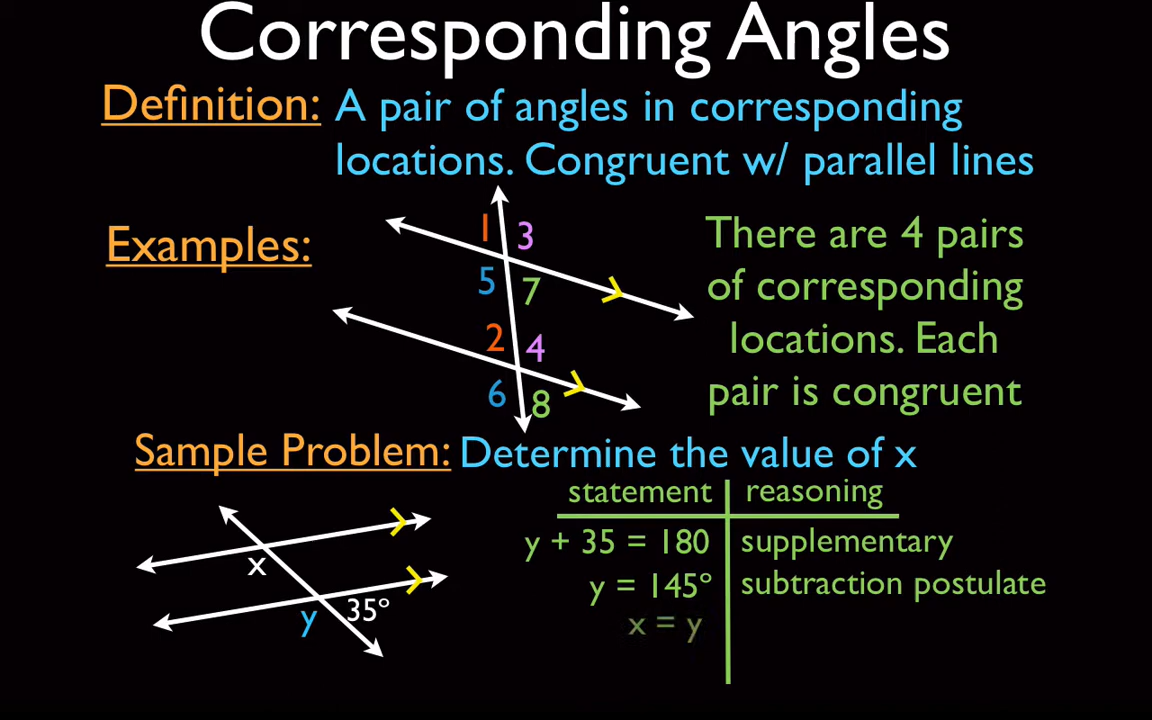 Corresponding Angles
Definition: A pair of angles in corresponding
locations. Congruent w/ parallel lines
Examples:
1 3
5 7
2 4
6 8
There are 4 pairs
of corresponding
locations. Each
pair is congruent
Sample Problem: Determine the value of x
x
y 35º
statement reasoning
y + 35 = 180 supplementary
y = 145º subtraction postulate
x = y